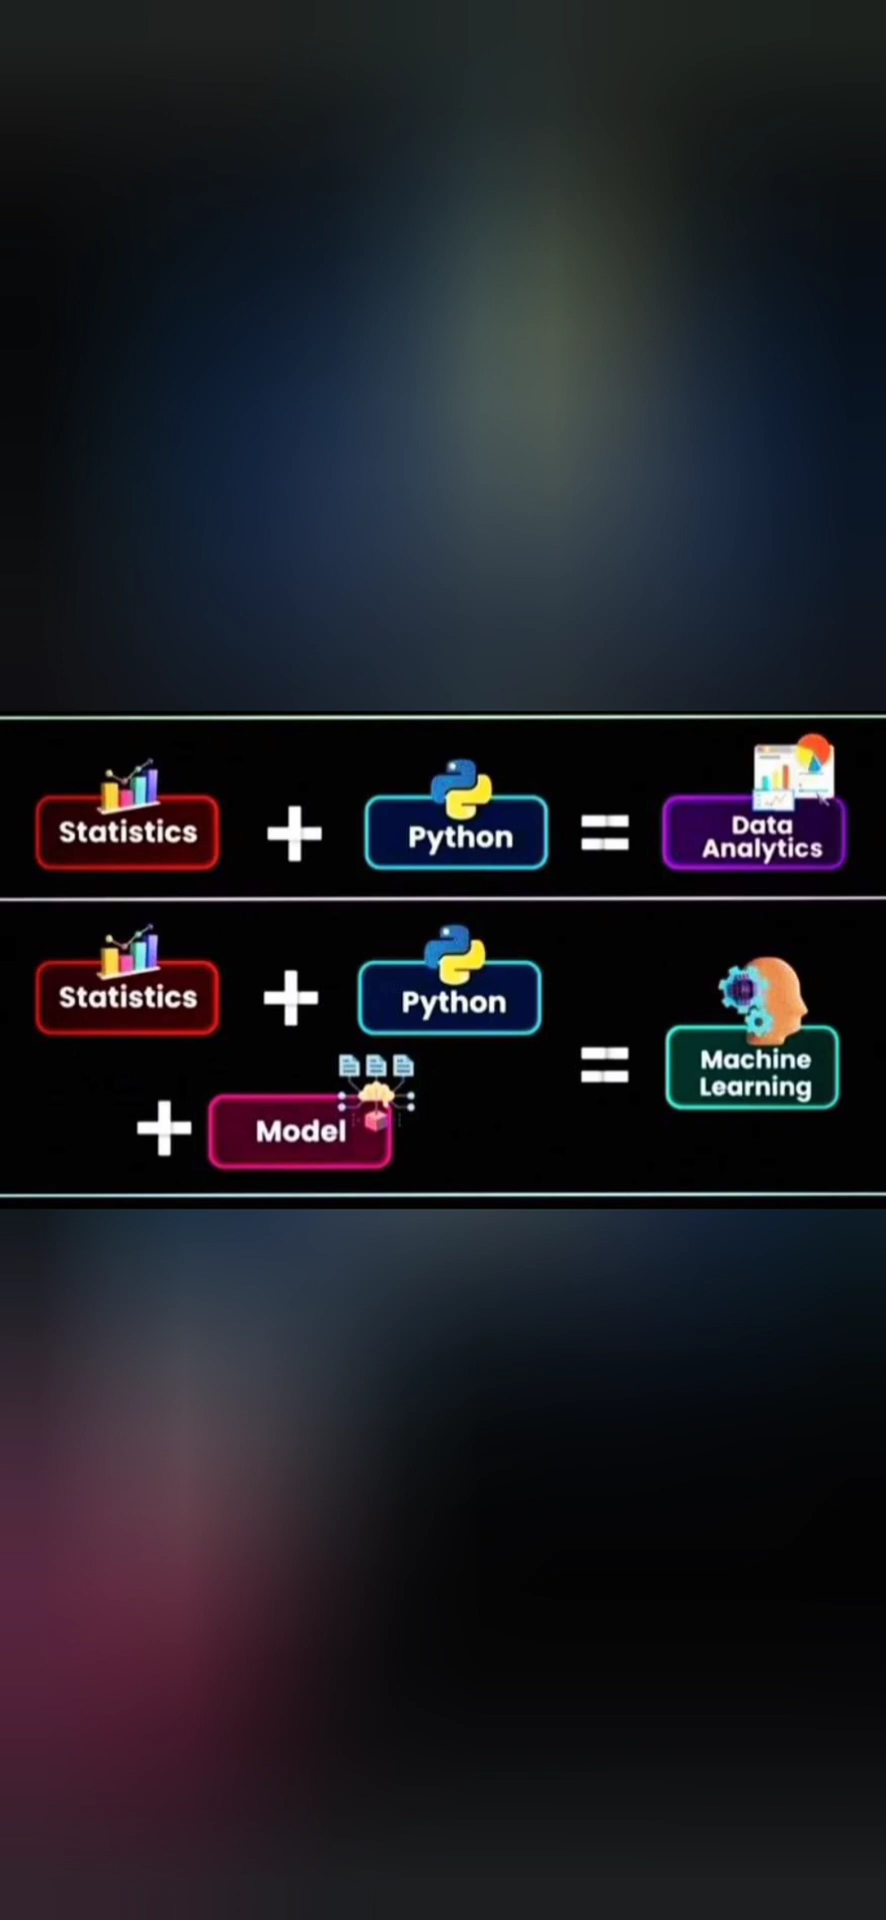 Statistics + Python = Data
Analytics
Statistics + Python
+ Model = Machine
Learning